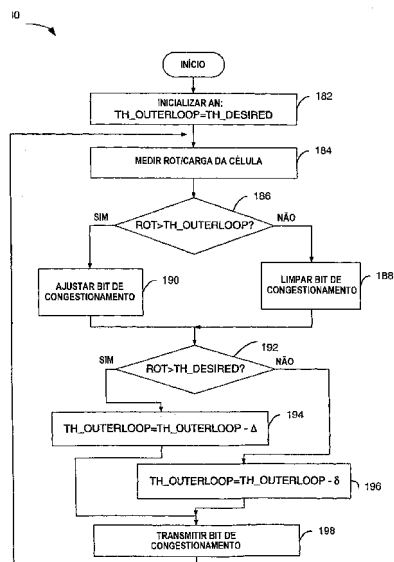 INÍCIO
182
INICIALIZAR AN:
TH_OUTERLOOP=TH_DESIRED
184
MEDIR ROT/CARGA DA CÉLULA
186
SIM
ROT>TH_OUTERLOOP?
NÃO
AJUSTAR BIT DE
CONGESTIONAMENTO
190
LIMPAR BIT DE
CONGESTIONAMENTO
188
192
SIM
ROT>TH_DESIRED?
NÃO
TH_OUTERLOOP=TH_OUTERLOOP - Δ
194
TH_OUTERLOOP=TH_OUTERLOOP - δ
196
TRANSMITIR BIT DE
CONGESTIONAMENTO
198